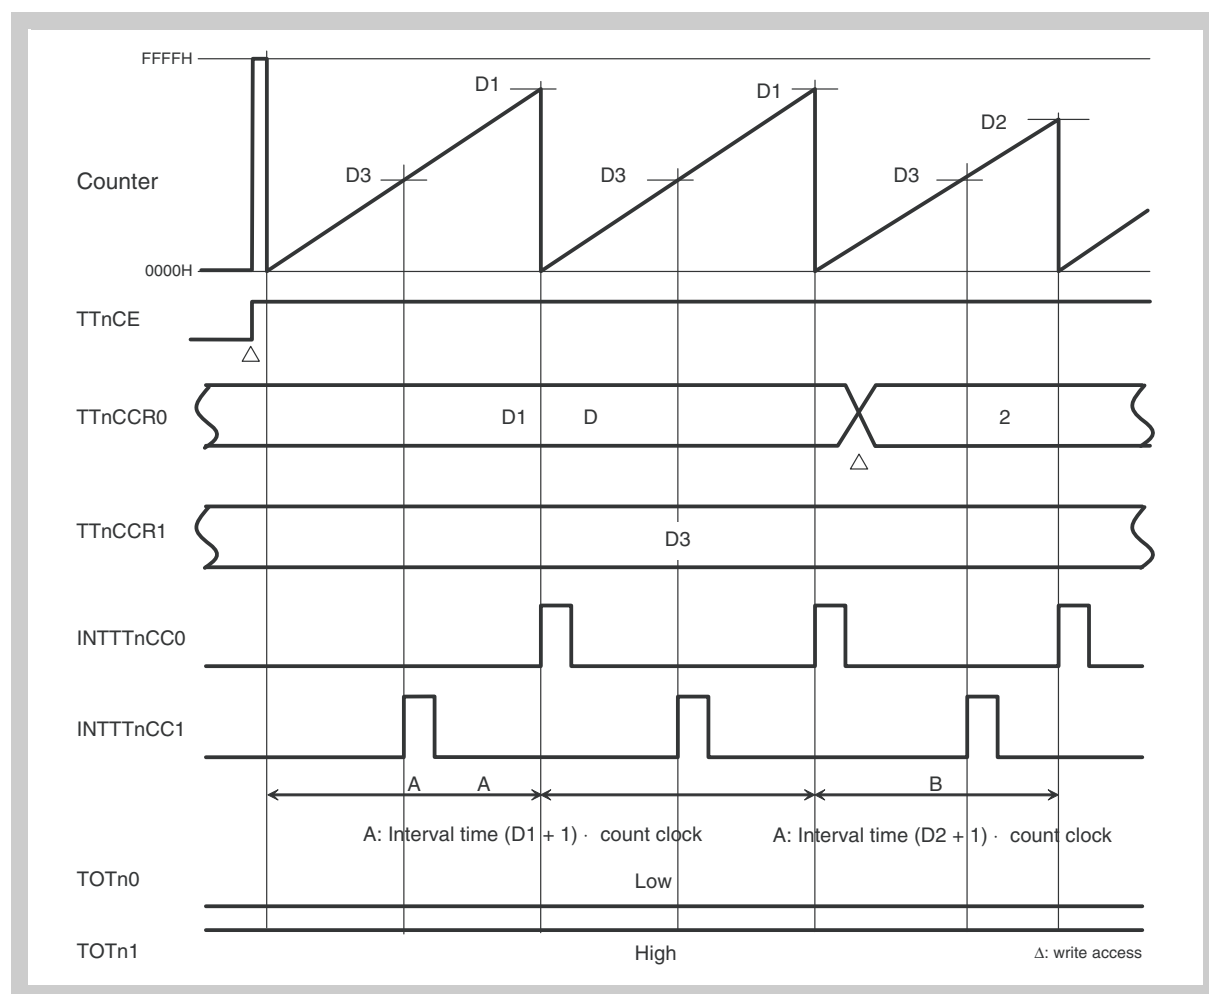 FFFFH
D1
D1
D2
D3
D3
D3
Counter
0000H
TTnCE
△
TTnCCR0
D1 D
2
△
TTnCCR1
D3
INTTTnCC0
INTTTnCC1
A A
B
A: Interval time (D1 + 1) · count clock
A: Interval time (D2 + 1) · count clock
TOTn0
Low
TOTn1
High
Δ: write access